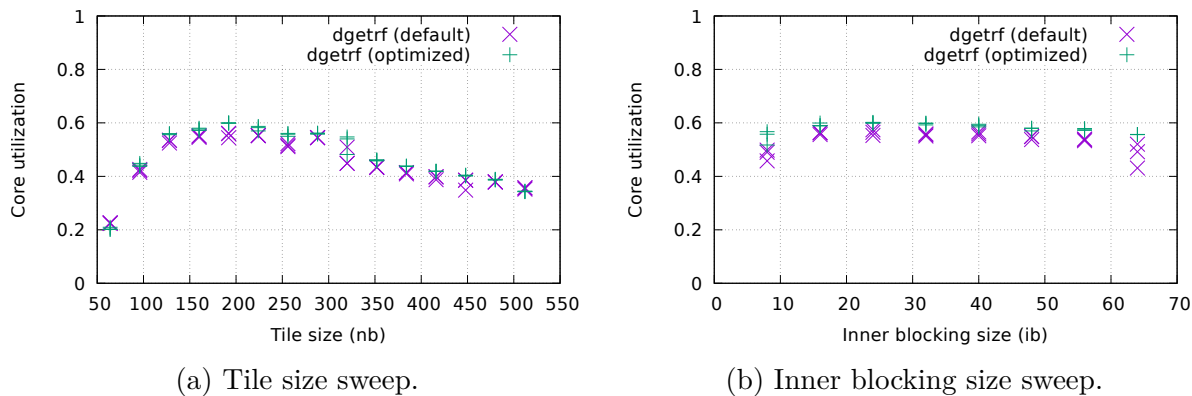 1
0.8
0.6
0.4
0.2
0
50 100 150 200 250 300 350 400 450 500 550
Core utilization
Tile size (nb)
dgetrf (default)
dgetrf (optimized)
(a) Tile size sweep.
1
0.8
0.6
0.4
0.2
0
0 10 20 30 40 50 60 70
Core utilization
Inner blocking size (ib)
dgetrf (default)
dgetrf (optimized)
(b) Inner blocking size sweep.